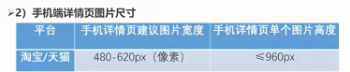 ➢2）手机端详情页图片尺寸
平台 手机详情页建议图片宽度 手机详情页单个图片高度
淘宝/天猫 480-620px（像素） ≤960px